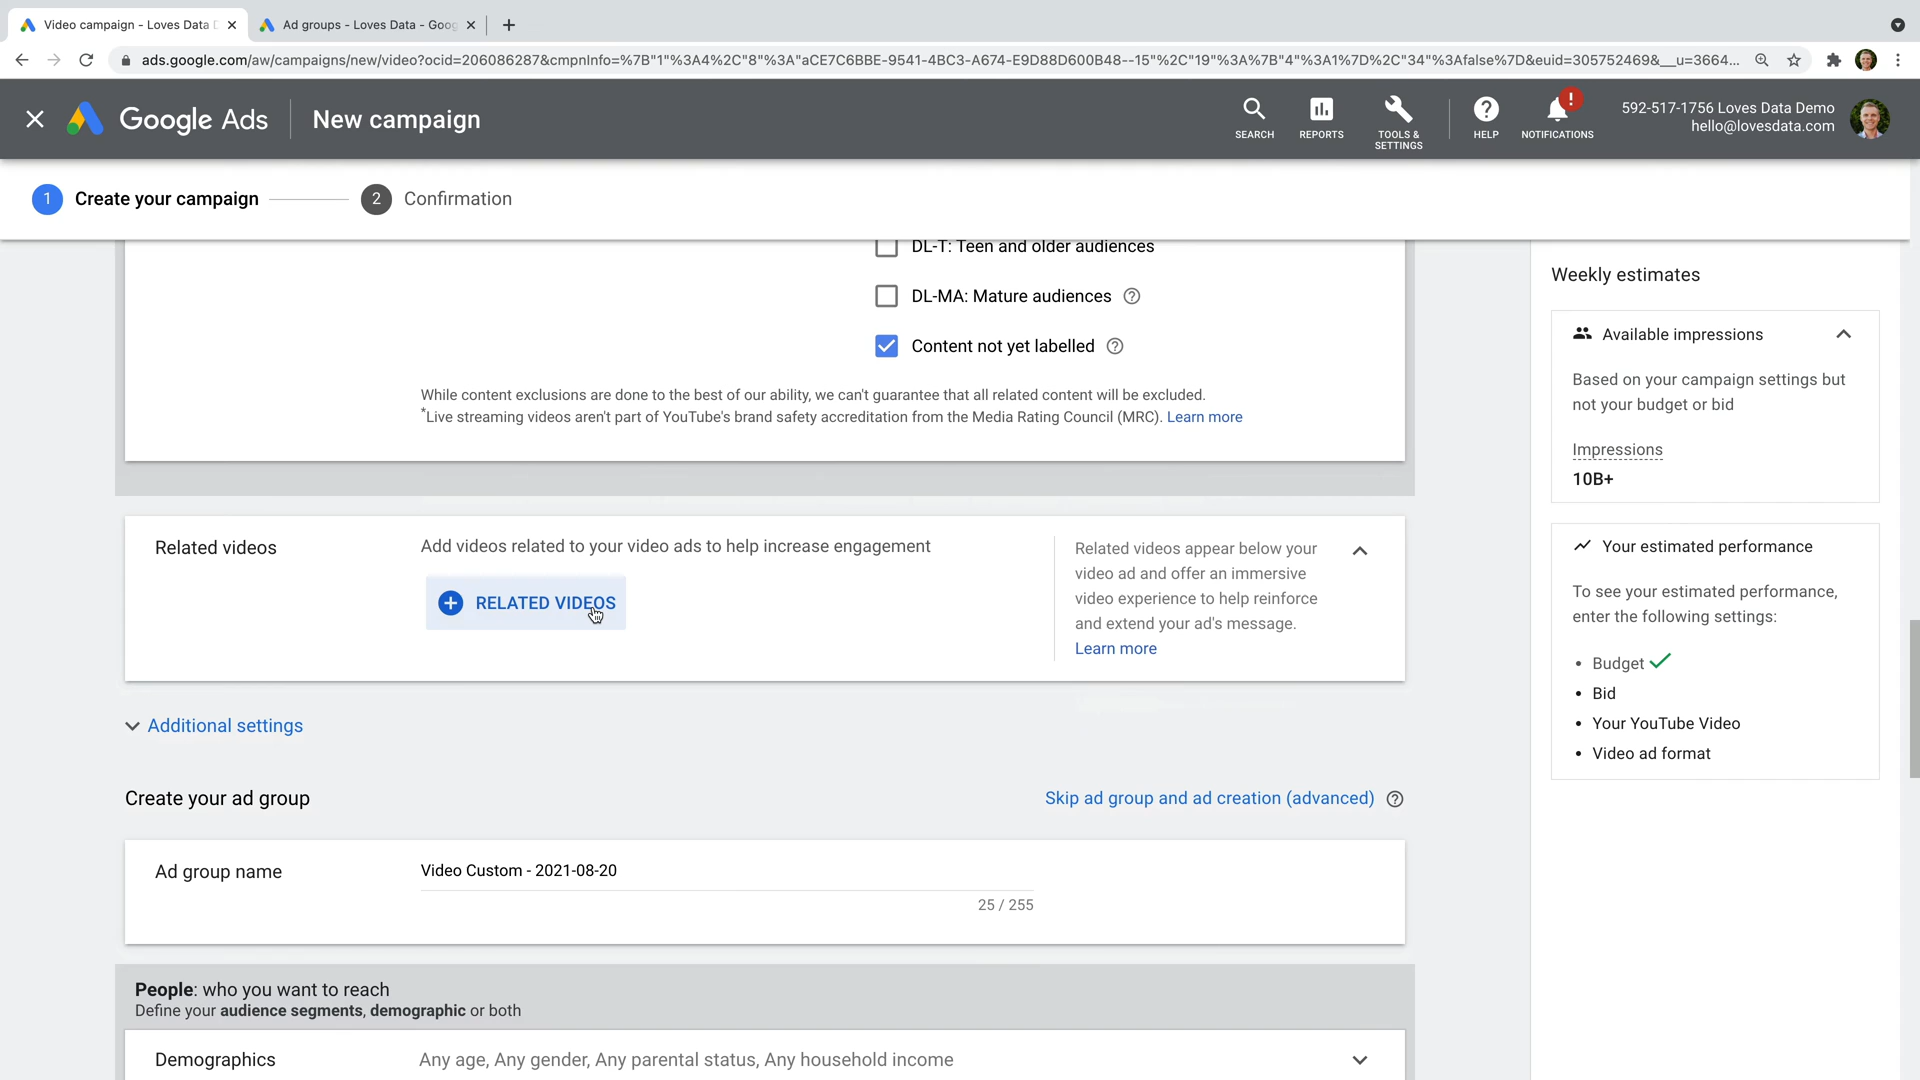 Video campaign - Loves Data D
Ad groups - Loves Data - Goog
ads.google.com/aw/campaigns/new/video?ocid=206086287&cmpnInfo=%7B"1"%3A4%2C"8"%3A"aCE7C6BBE-9541-4BC3-A674-E9D88D600B48--15"%2C"19"%3A%7B"4"%3A1%7D%2C"34"%3Afalse%7D&euid=305752469&__u=3664...
Google Ads
New campaign
SEARCH
REPORTS
TOOLS &
SETTINGS
HELP
!
NOTIFICATIONS
592-517-1756 Loves Data Demo
hello@lovesdata.com
1 Create your campaign
2 Confirmation
DL-T: Teen and older audiences
DL-MA: Mature audiences
Content not yet labelled
While content exclusions are done to the best of our ability, we can't guarantee that all related content will be excluded.
*Live streaming videos aren't part of YouTube's brand safety accreditation from the Media Rating Council (MRC). Learn more
Related videos
Add videos related to your video ads to help increase engagement
RELATED VIDEOS
Related videos appear below your
video ad and offer an immersive
video experience to help reinforce
and extend your ad's message.
Learn more
Additional settings
Create your ad group
Skip ad group and ad creation (advanced)
Ad group name
Video Custom - 2021-08-20
25 / 255
People: who you want to reach
Define your audience segments, demographic or both
Demographics
Any age, Any gender, Any parental status, Any household income
Weekly estimates
Available impressions
Based on your campaign settings but
not your budget or bid
Impressions
10B+
Your estimated performance
To see your estimated performance,
enter the following settings:
• Budget
• Bid
• Your YouTube Video
• Video ad format